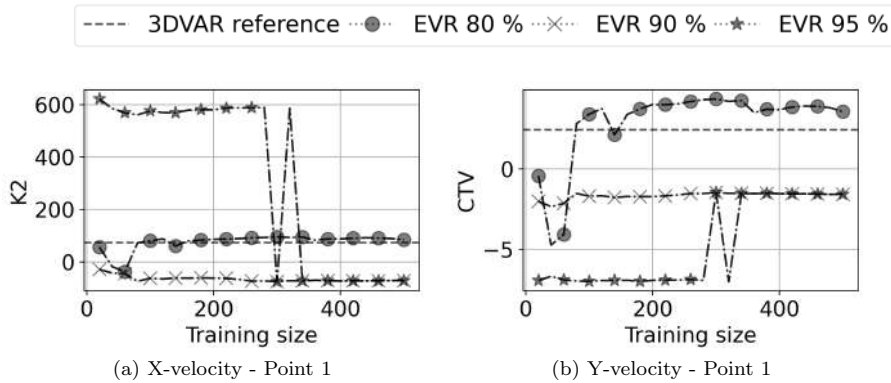 3DVAR reference EVR 80 % EVR 90 % EVR 95 %
600
400
200
0
K2
0 200 400
Training size
(a) X-velocity - Point 1
0
−5
CTV
0 200 400
Training size
(b) Y-velocity - Point 1